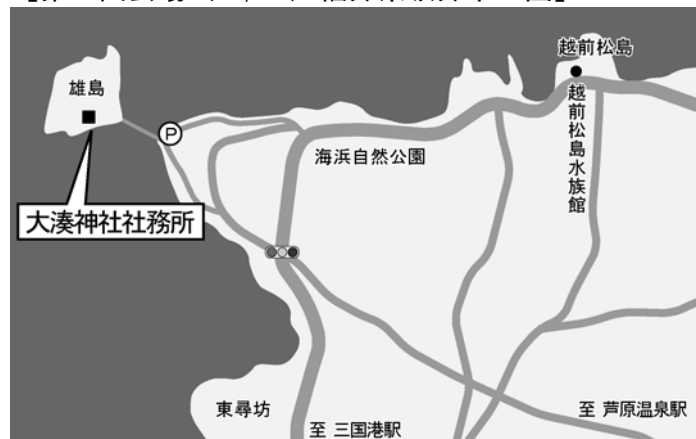 越前松島
雄島
P
海浜自然公園
越前松島水族館
大湊神社社務所
東尋坊
至 三国港駅
至 芦原温泉駅